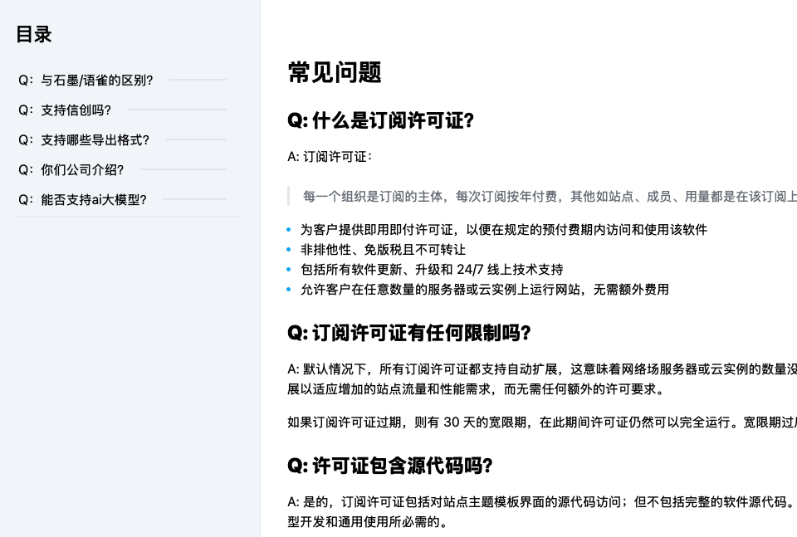 目录
Q：与石墨/语雀的区别?
Q：支持信创吗?
Q：支持哪些导出格式?
Q：你们公司介绍?
Q：能否支持ai大模型?
常见问题
Q: 什么是订阅许可证?
A: 订阅许可证：
每一个组织是订阅的主体，每次订阅按年付费，其他如站点、成员、用量都是在该订阅上
为客户提供即用即付许可证，以便在规定的预付费期内访问和使用该软件
非排他性、免版税且不可转让
包括所有软件更新、升级和 24/7 线上技术支持
允许客户在任意数量的服务器或云实例上运行网站，无需额外费用
Q: 订阅许可证有任何限制吗?
A: 默认情况下，所有订阅许可证都支持自动扩展，这意味着网络场服务器或云实例的数量没
展以适应增加的站点流量和性能需求，而无需任何额外的许可要求。
如果订阅许可证过期，则有 30 天的宽限期，在此期间许可证仍然可以完全运行。宽限期过
Q: 许可证包含源代码吗?
A: 是的，订阅许可证包括对站点主题模板界面的源代码访问；但不包括完整的软件源代码。
型开发和通用使用所必需的。